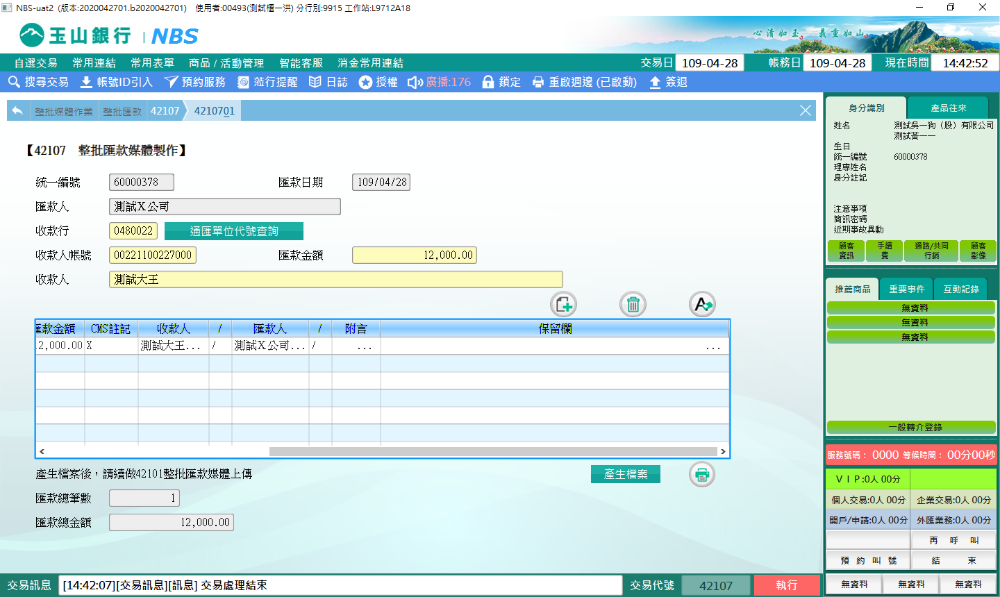 NBS-uat2 (版本:2020042701.b2020042701) 使用者:00493(測試櫃一洪) 分行別:9915 工作站:L9712A18
玉山銀行 | NBS
心清如玉。義重如山。
自選交易 常用連結 常用表單 商品 / 活動管理 智能客服 消金常用連結 交易日 109-04-28 帳務日 109-04-28 現在時間 14:42:52
搜尋交易 帳號ID引入 預約服務 蒞行提醒 日誌 授權 廣播:176 鎖定 重啟週邊 (已啟動) 簽退
整批媒體作業 整批匯款 42107 4210701
【42107 整批匯款媒體製作】
統一編號 60000378 匯款日期 109/04/28
匯款人 測試X公司
收款行 0480022 通匯單位代號查詢
收款人帳號 00221100227000 匯款金額 12,000.00
收款人 測試大王
匯款金額 CMS註記 收款人 / 匯款人 / 附言 保留欄
12,000.00 X 測試大王... / 測試X公司... / ... ...
產生檔案後，請續做42101整批匯款媒體上傳 產生檔案
匯款總筆數 1
匯款總金額 12,000.00
交易訊息 [14:42:07][交易訊息][訊息] 交易處理結束 交易代號 42107 執行
身分識別 產品往來
姓名 測試吳一狗（股）有限公司
測試黃一一
生日
統一編號 60000378
理專姓名
身分註記
注意事項
簡訊密碼
近期事故異動
顧客資訊 手續費 通路/共同行銷 顧客影像
推薦商品 重要事件 互動記錄
無資料
無資料
無資料
一般轉介登錄
服務號碼： 0000 等候時間： 00分00秒
ＶＩＰ:0人 00分
個人交易:0人 00分 企業交易:0人 00分
開戶/申請:0人 00分 外匯業務:0人 00分
再 呼 叫
預 約 叫 號 結 束
無資料 無資料 無資料